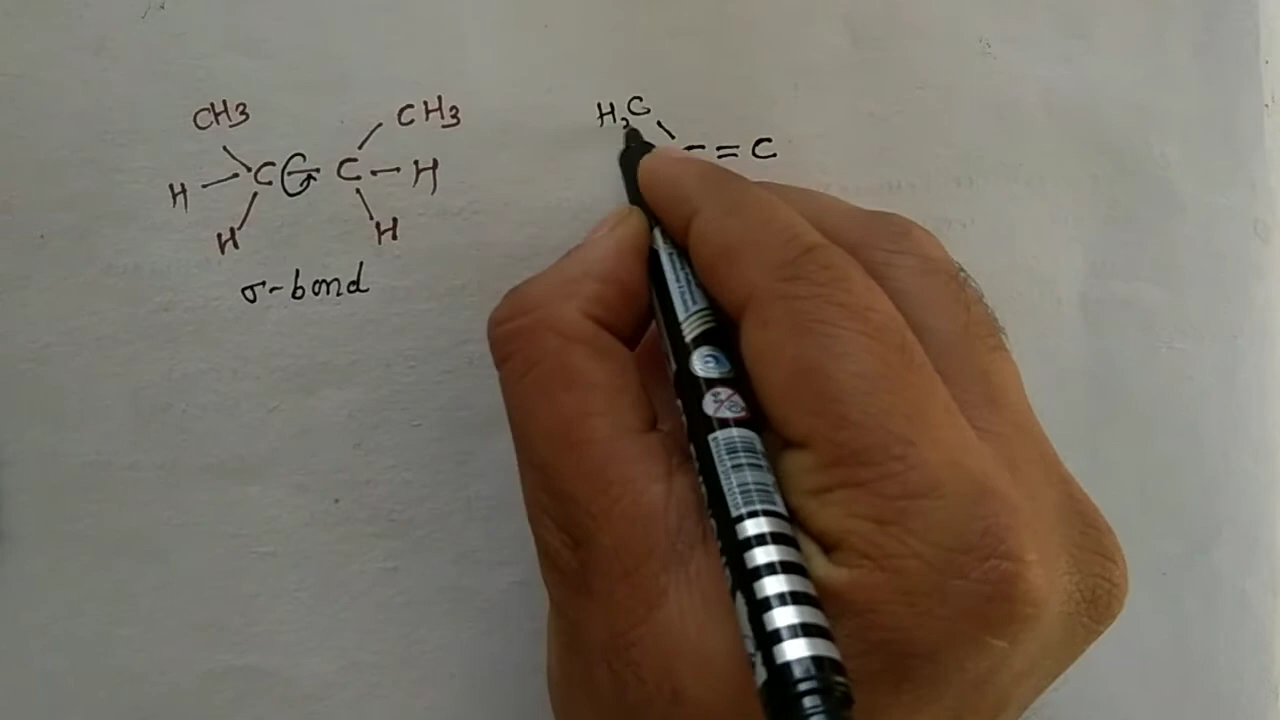 CH3 CH3
H C C H
H H
σ-bond
H3C
= C